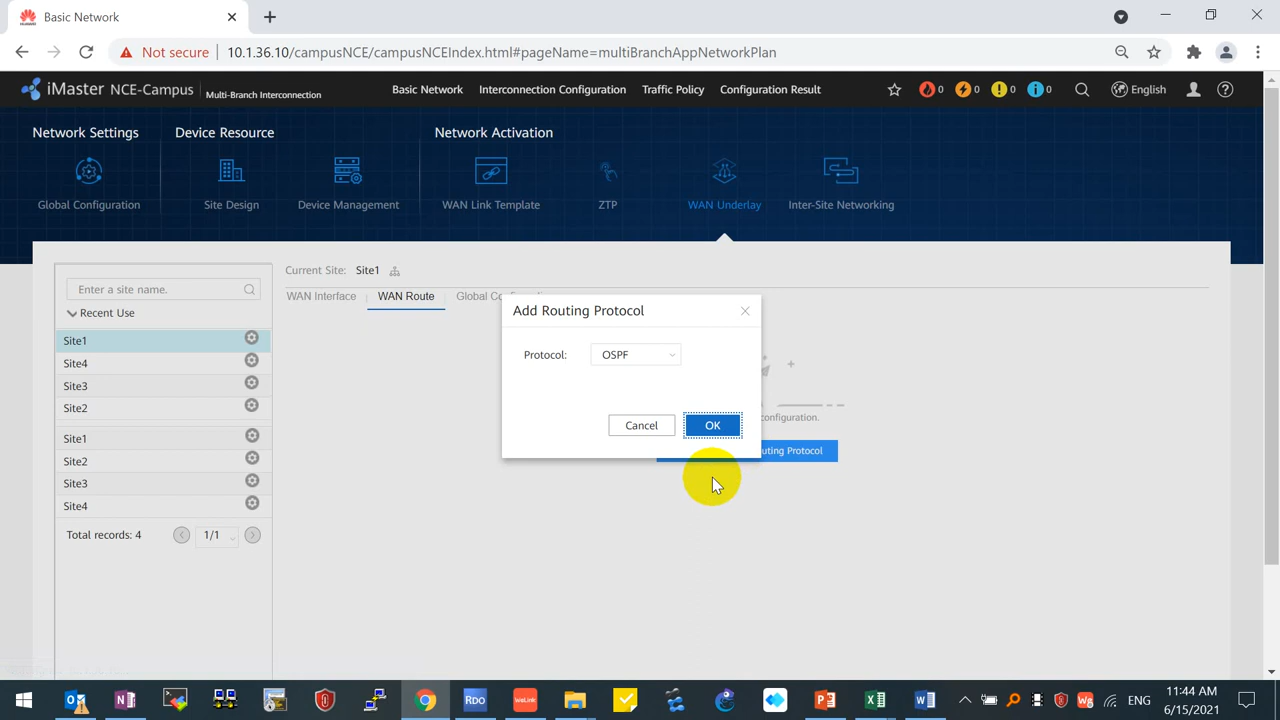 Basic Network
Not secure
10.1.36.10/campusNCE/campusNCEIndex.html#pageName=multiBranchAppNetworkPlan
iMaster NCE-Campus
Multi-Branch Interconnection
Basic Network
Interconnection Configuration
Traffic Policy
Configuration Result
0
0
0
0
English
Network Settings
Device Resource
Network Activation
Global Configuration
Site Design
Device Management
WAN Link Template
ZTP
WAN Underlay
Inter-Site Networking
Enter a site name.
Recent Use
Site1
Site4
Site3
Site2
Site1
Site2
Site3
Site4
Total records: 4
1/1
Current Site: Site1
WAN Interface
WAN Route
Global
Add Routing Protocol
Protocol:
OSPF
Cancel
OK
configuration.
Protocol
RDO
WeLink
ENG
11:44 AM
6/15/2021